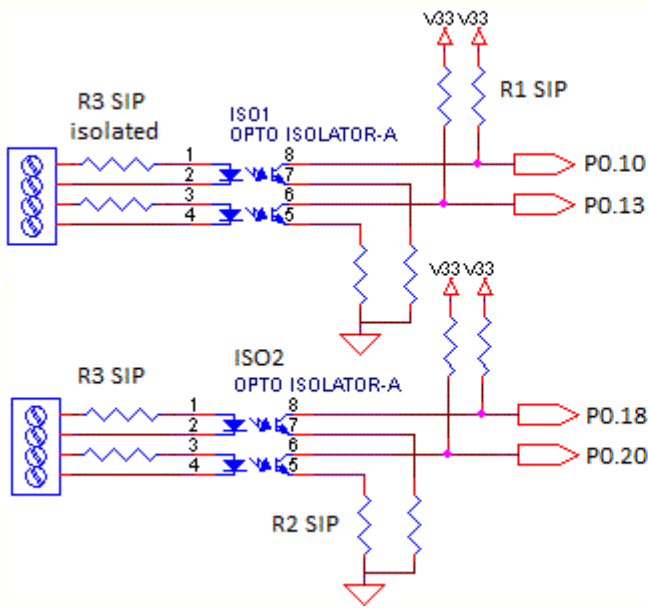 V33 V33
R3 SIP
isolated
R1 SIP
ISO1
OPTO ISOLATOR-A
1 8
2 7
3 6
4 5
P0.10
P0.13
V33 V33
R3 SIP
ISO2
OPTO ISOLATOR-A
1 8
2 7
3 6
4 5
P0.18
P0.20
R2 SIP